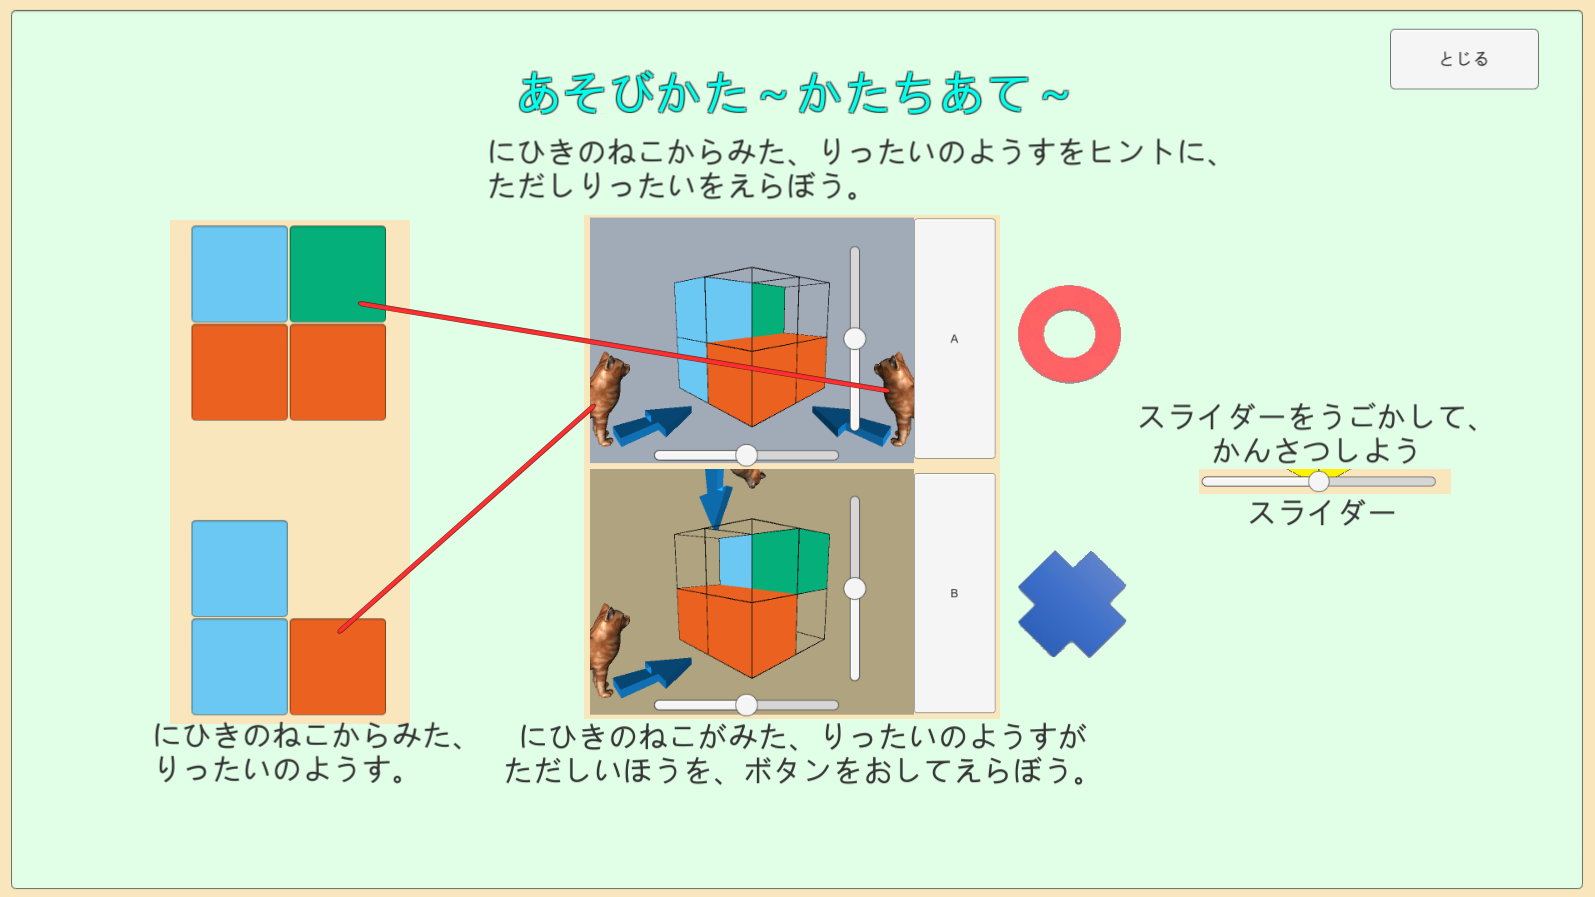 とじる
あそびかた～かたちあて～
にひきのねこからみた、りったいのようすをヒントに、
ただしりったいをえらぼう。
A
スライダーをうごかして、
かんさつしよう
スライダー
B
にひきのねこからみた、
りったいのようす。
にひきのねこがみた、りったいのようすが
ただしいほうを、ボタンをおしてえらぼう。